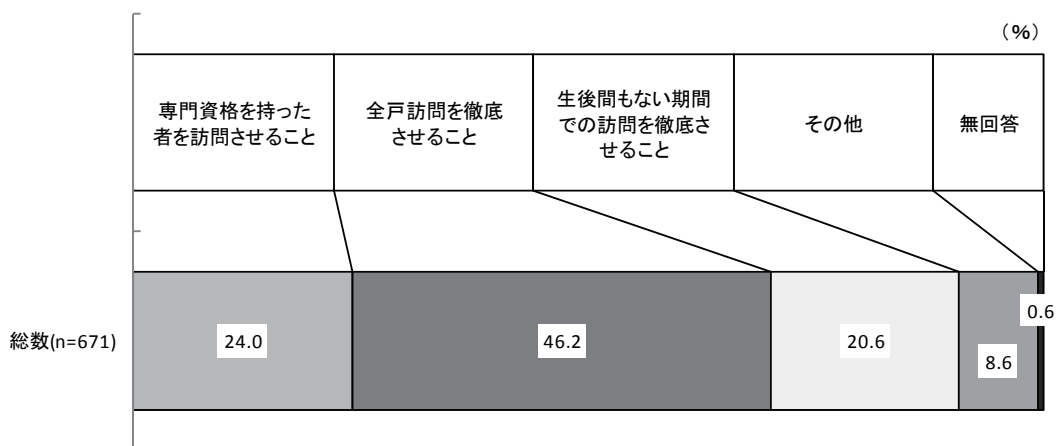 （%）
専門資格を持った
者を訪問させること
全戸訪問を徹底
させること
生後間もない期間
での訪問を徹底さ
せること
その他
無回答
総数(n=671)
24.0
46.2
20.6
8.6
0.6